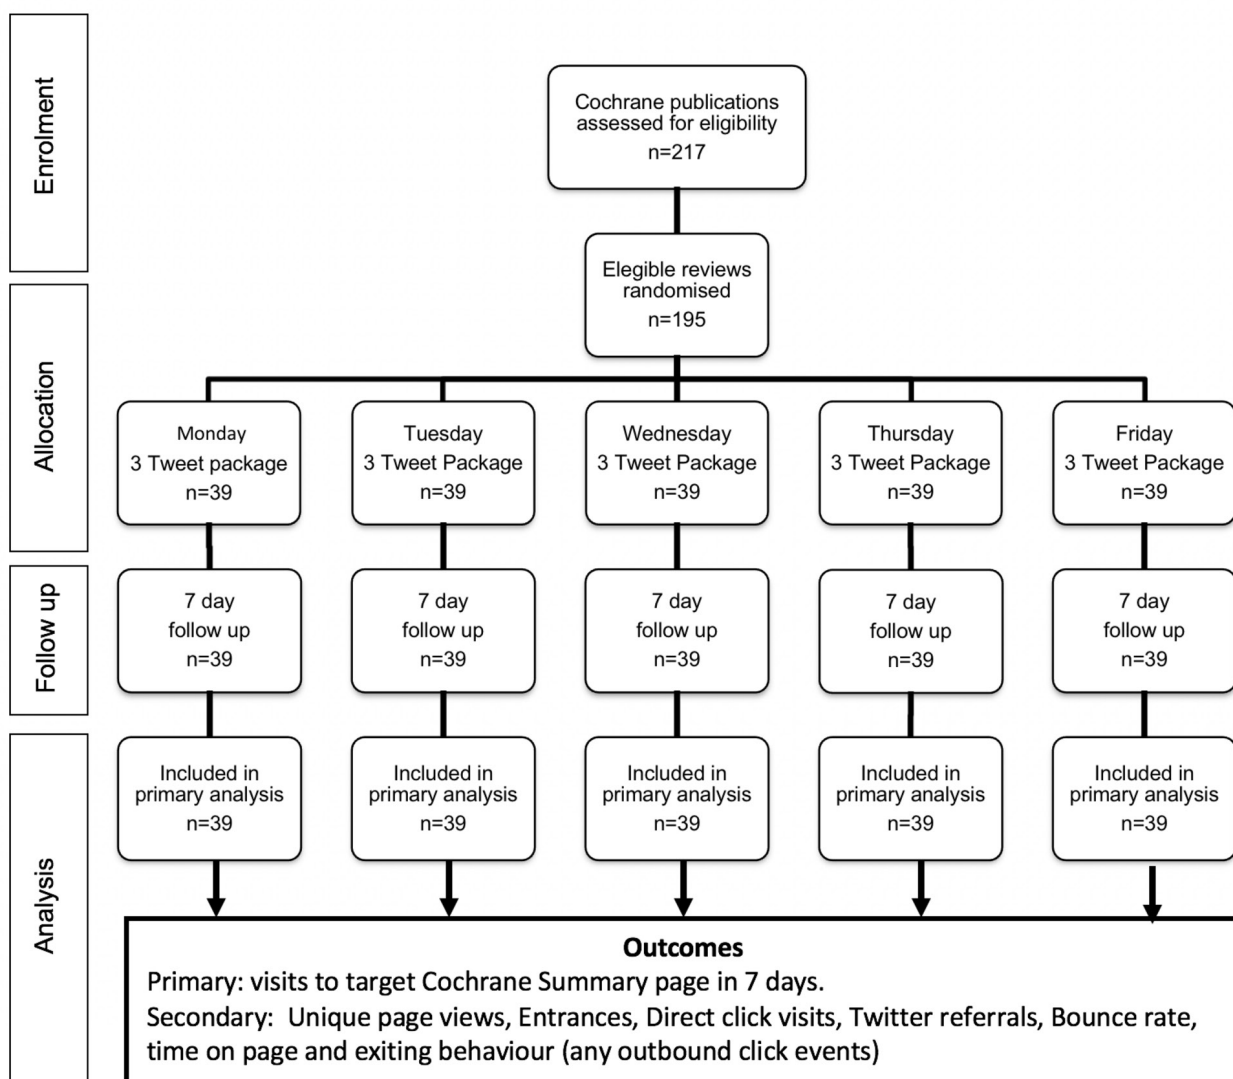 Enrolment
Cochrane publications
assessed for eligibility
n=217
Elegible reviews
randomised
n=195
Allocation
Monday
3 Tweet package
n=39
Tuesday
3 Tweet Package
n=39
Wednesday
3 Tweet Package
n=39
Thursday
3 Tweet Package
n=39
Friday
3 Tweet Package
n=39
Follow up
7 day
follow up
n=39
7 day
follow up
n=39
7 day
follow up
n=39
7 day
follow up
n=39
7 day
follow up
n=39
Analysis
Included in
primary analysis
n=39
Included in
primary analysis
n=39
Included in
primary analysis
n=39
Included in
primary analysis
n=39
Included in
primary analysis
n=39
Outcomes
Primary: visits to target Cochrane Summary page in 7 days.
Secondary:  Unique page views, Entrances, Direct click visits, Twitter referrals, Bounce rate,
time on page and exiting behaviour (any outbound click events)